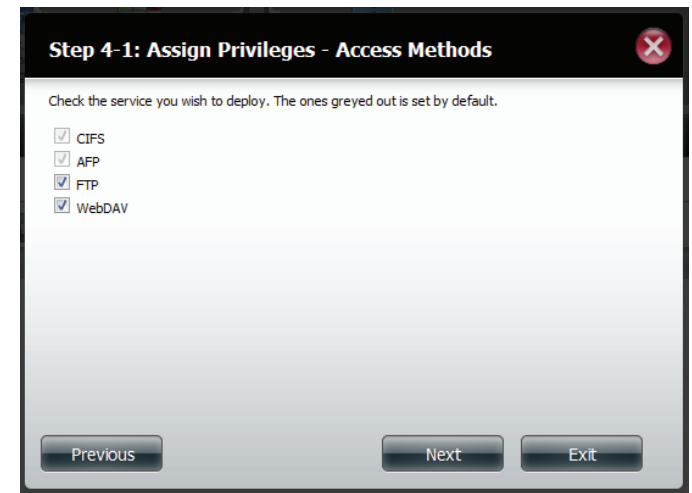 Step 4-1: Assign Privileges - Access Methods
Check the service you wish to deploy. The ones greyed out is set by default.
CIFS
AFP
FTP
WebDAV
Previous
Next
Exit